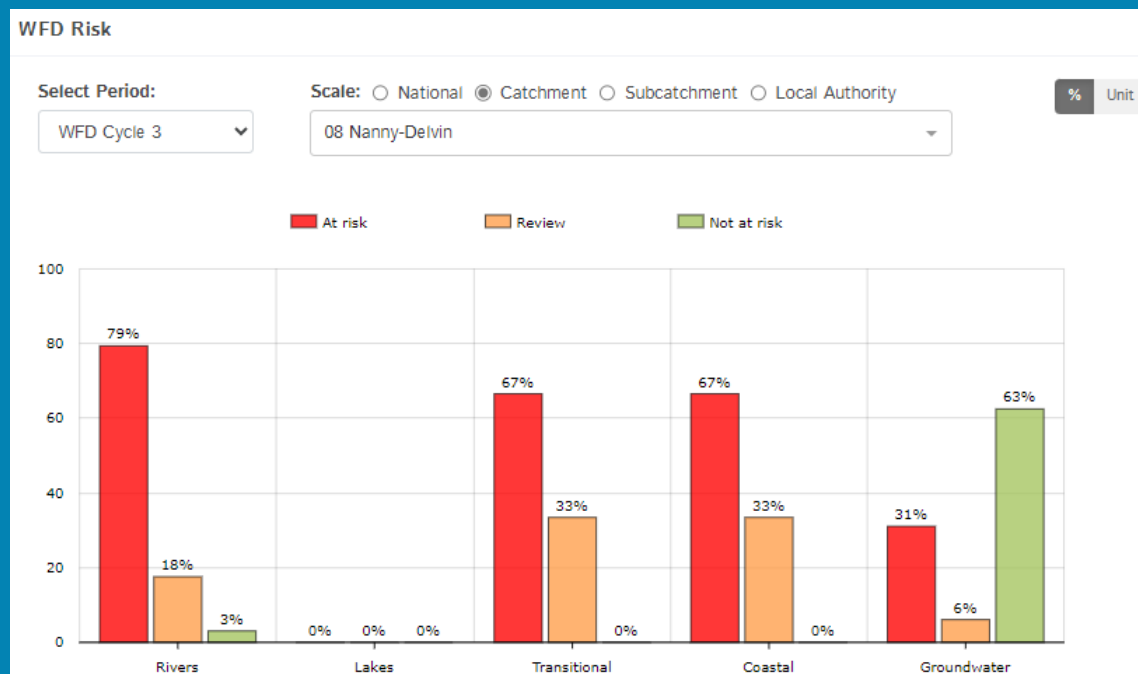 WFD Risk
Select Period:
Scale: National Catchment Subcatchment Local Authority
% Unit
WFD Cycle 3
08 Nanny-Delvin
At risk Review Not at risk
100
80
60
40
20
0
79%
18%
3%
0% 0% 0%
67%
33%
0%
67%
33%
0%
31%
6%
63%
Rivers Lakes Transitional Coastal Groundwater